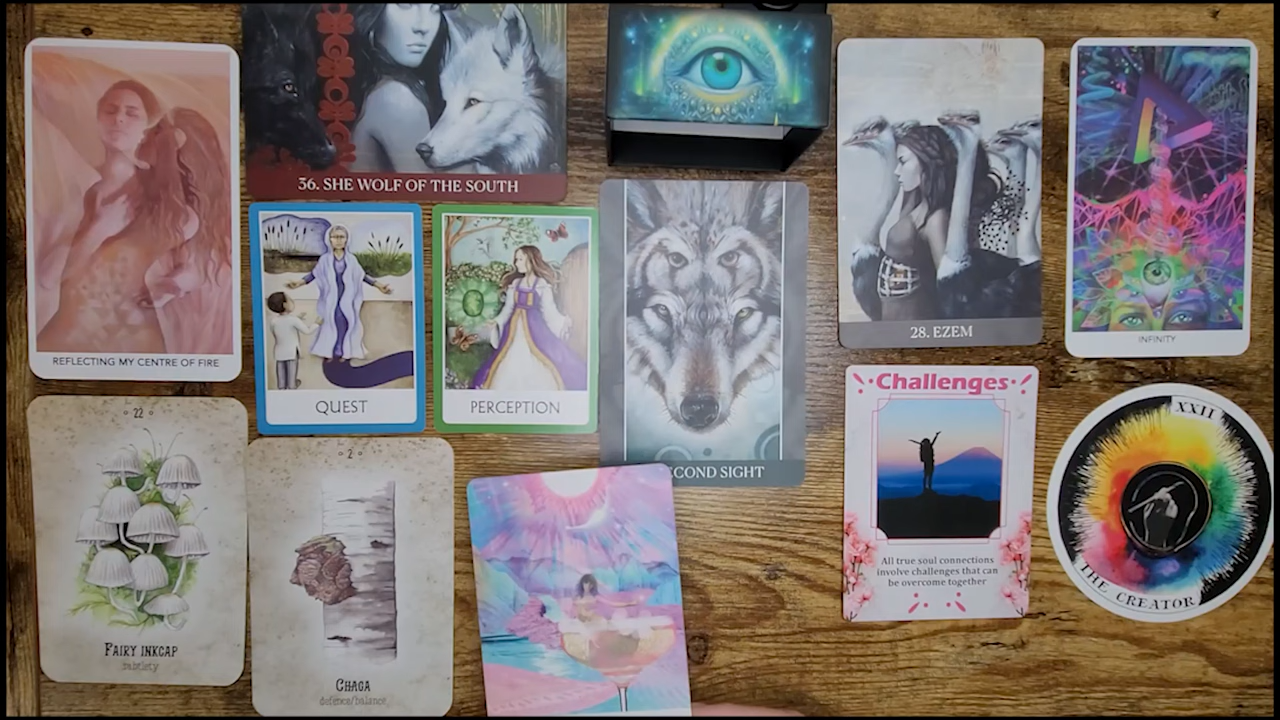 36. SHE WOLF OF THE SOUTH
REFLECTING MY CENTRE OF FIRE
QUEST
PERCEPTION
ECOND SIGHT
28. EZEM
INFINITY
22
FAIRY INKCAP
subtlety
2
CHAGA
defence/balance
Challenges
All true soul connections
involve challenges that can
be overcome together
XXII
THE CREATOR